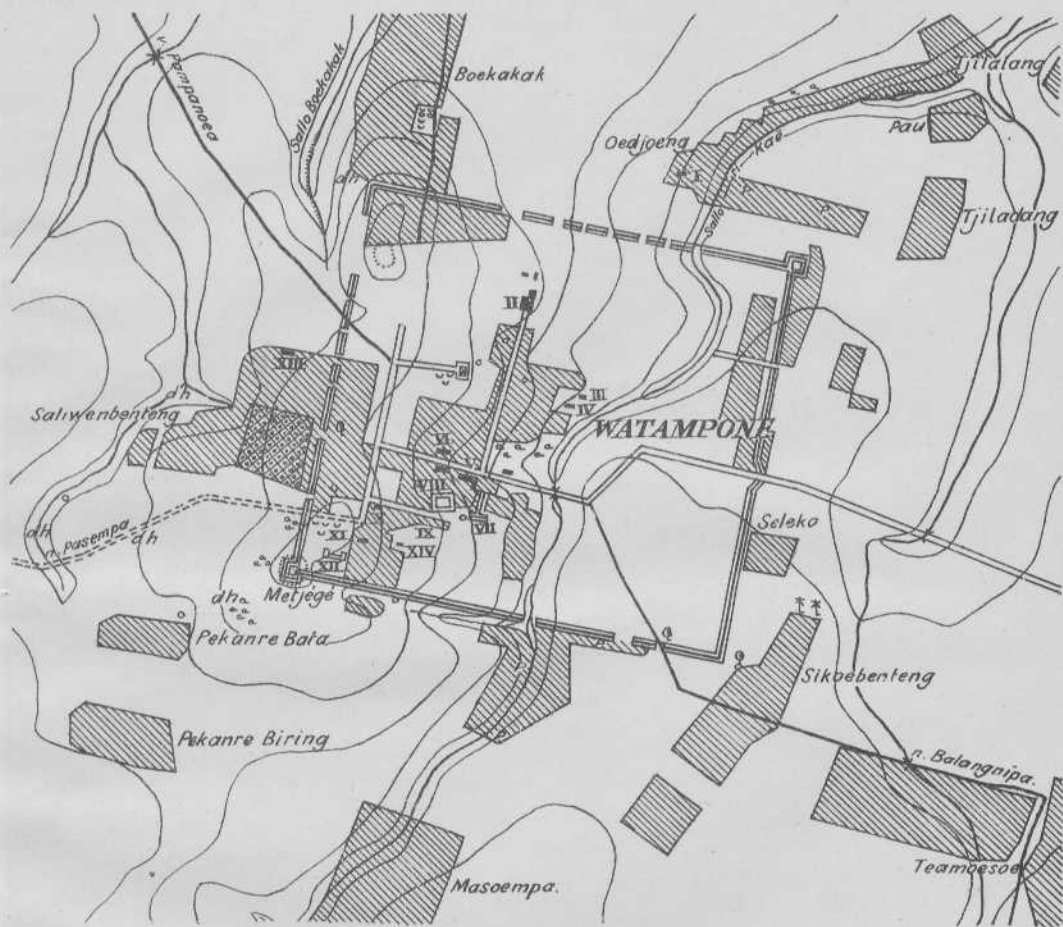 v. Pampanoea
Sallo Boekakak
Boekakak
Tjilalang
Pau
Oedjoeng
I
Sallo
Rae
P
P
Tjiladang
dh
II
XIII
dh
Saliwenbenteng
III
IV
WATAMPONE
VI
VIII
VII
IX
XI
XIV
XII
Seleko
dh
n. Pasempa
dh
Metjege
dh
Pekanre Bata
Sikoebenteng
Pekanre Biring
P
n. Balangnipa.
Masoempa.
Teamoesoe